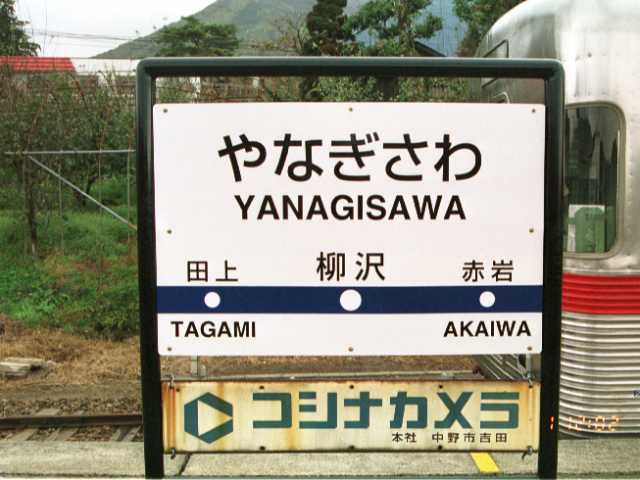 やなぎさわ
YANAGISAWA
田上 柳沢 赤岩
TAGAMI AKAIWA
コシナカメラ
本社 中野市吉田